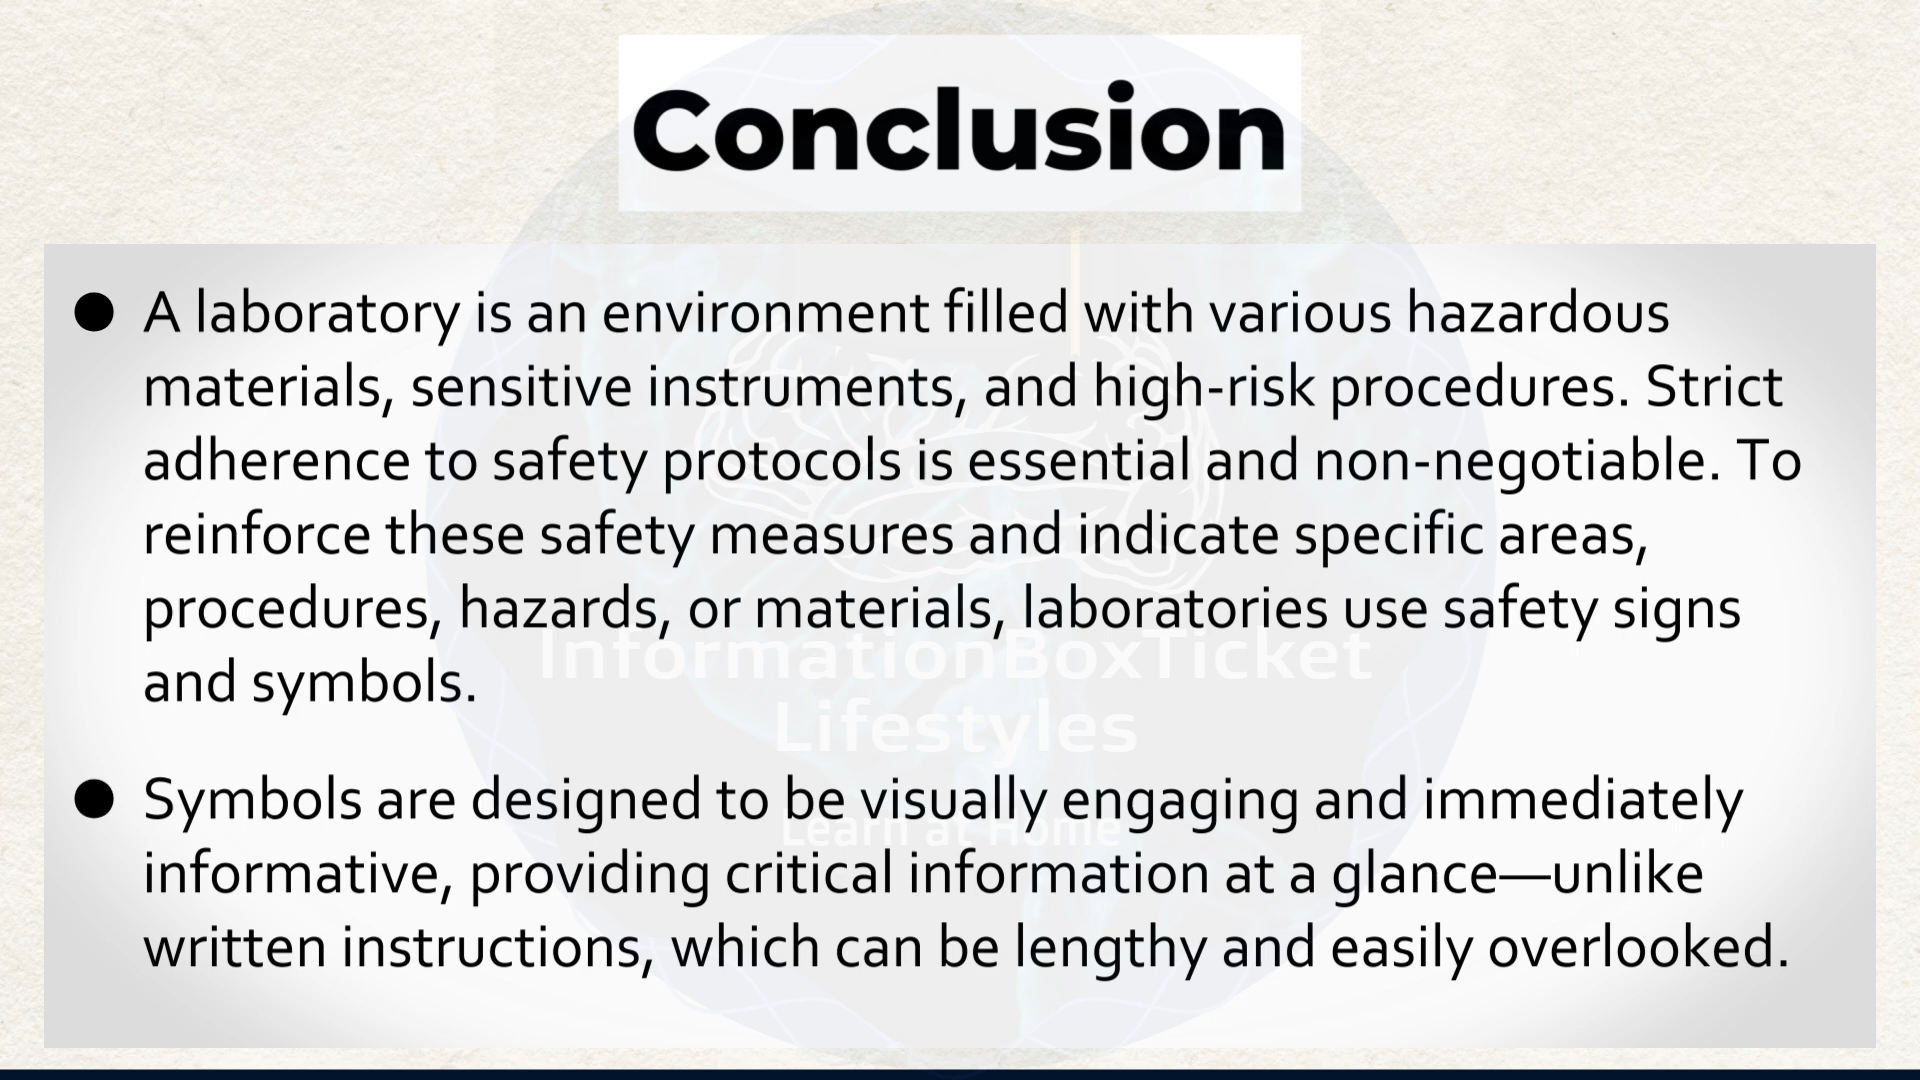 Conclusion
● A laboratory is an environment filled with various hazardous
materials, sensitive instruments, and high-risk procedures. Strict
adherence to safety protocols is essential and non-negotiable. To
reinforce these safety measures and indicate specific areas,
procedures, hazards, or materials, laboratories use safety signs
and symbols.
InformationBoxTicket
Lifestyles
● Symbols are designed to be visually engaging and immediately
Learn at Home
informative, providing critical information at a glance—unlike
written instructions, which can be lengthy and easily overlooked.